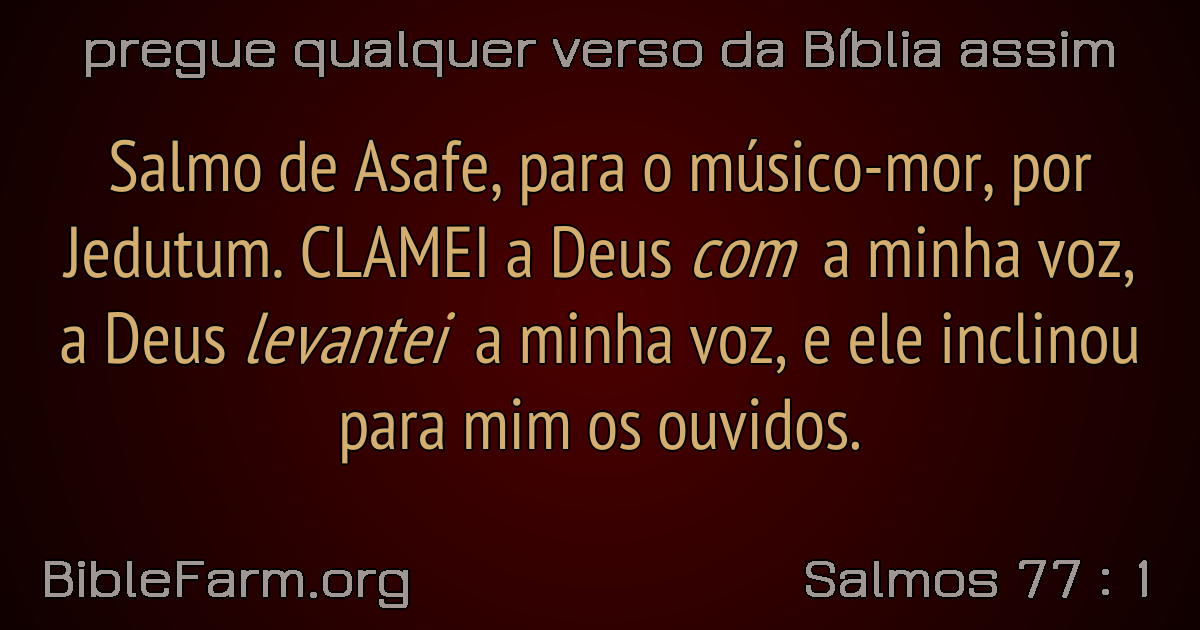 pregue qualquer verso da Bíblia assim
Salmo de Asafe, para o músico-mor, por
Jedutum. CLAMEI a Deus com a minha voz,
a Deus levantei a minha voz, e ele inclinou
para mim os ouvidos.
BibleFarm.org
Salmos 77 : 1